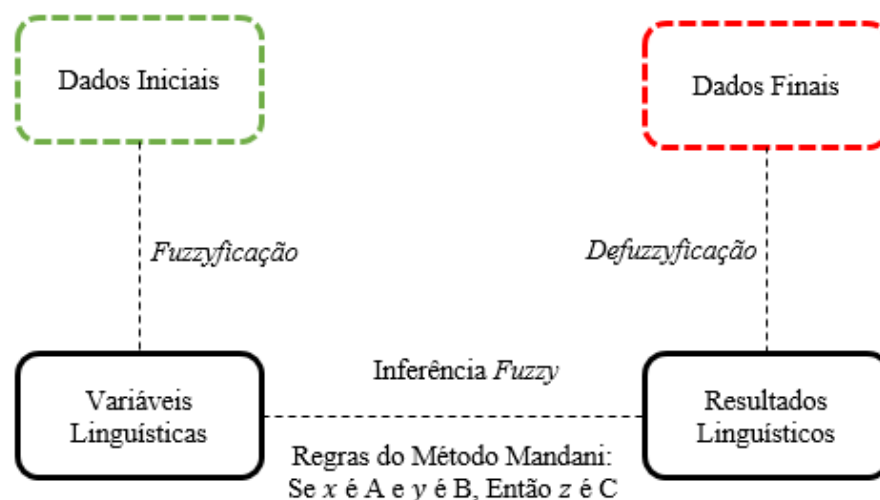 Dados Iniciais
Dados Finais
Fuzzyficação
Defuzzyficação
Variáveis
Linguísticas
Inferência Fuzzy
Regras do Método Mandani:
Se x é A e y é B, Então z é C
Resultados
Linguísticos